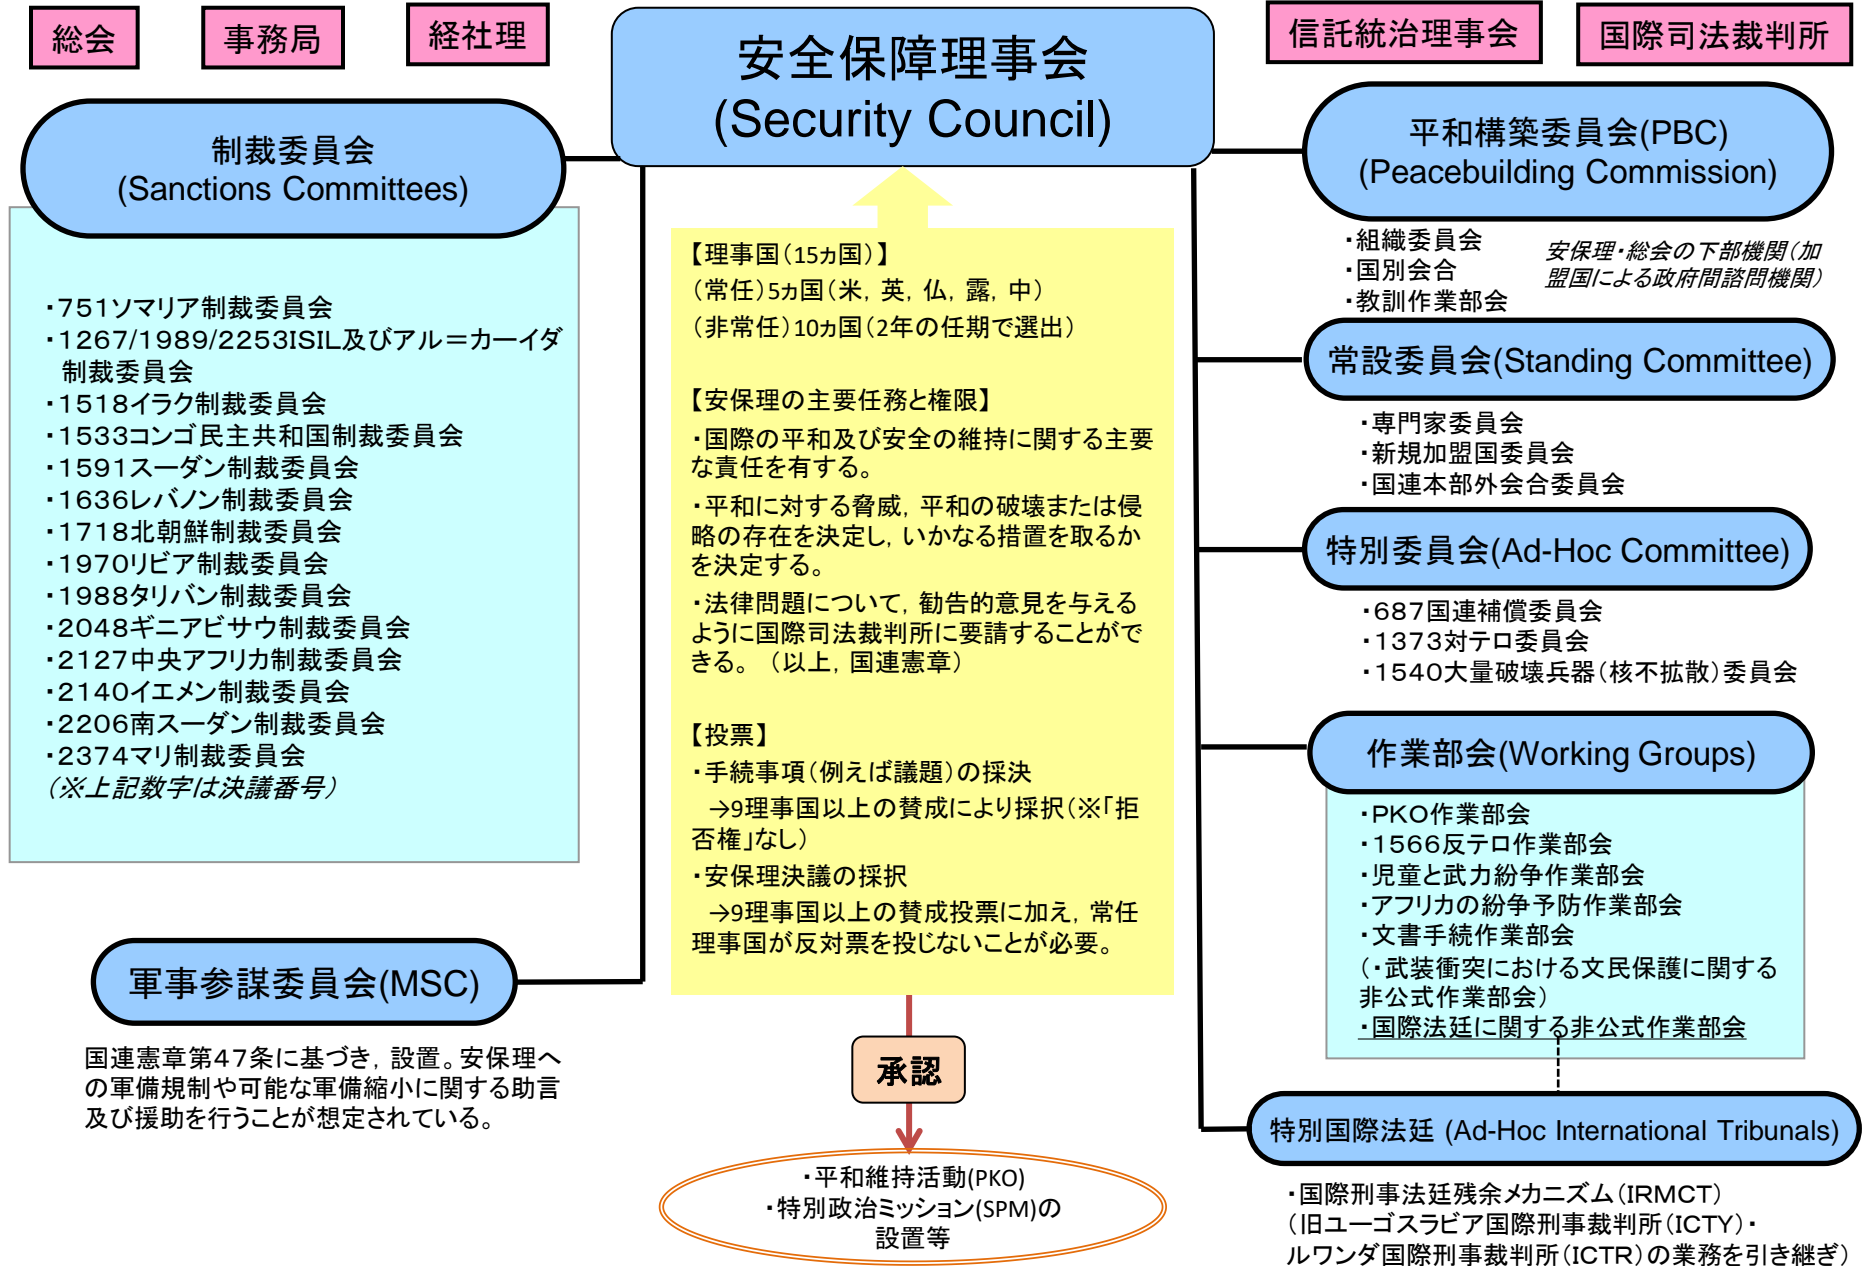 総会
事務局
経社理
安全保障理事会
(Security Council)
信託統治理事会
国際司法裁判所
制裁委員会
(Sanctions Committees)
・751ソマリア制裁委員会
・1267/1989/2253ISIL及びアル＝カーイダ
制裁委員会
・1518イラク制裁委員会
・1533コンゴ民主共和国制裁委員会
・1591スーダン制裁委員会
・1636レバノン制裁委員会
・1718北朝鮮制裁委員会
・1970リビア制裁委員会
・1988タリバン制裁委員会
・2048ギニアビサウ制裁委員会
・2127中央アフリカ制裁委員会
・2140イエメン制裁委員会
・2206南スーダン制裁委員会
・2374マリ制裁委員会
（※上記数字は決議番号）
軍事参謀委員会(MSC)
国連憲章第47条に基づき，設置。安保理へ
の軍備規制や可能な軍備縮小に関する助言
及び援助を行うことが想定されている。
【理事国（15ヵ国）】
（常任）5ヵ国（米，英，仏，露，中）
（非常任）10ヵ国（2年の任期で選出）
【安保理の主要任務と権限】
・国際の平和及び安全の維持に関する主要
な責任を有する。
・平和に対する脅威，平和の破壊または侵
略の存在を決定し，いかなる措置を取るか
を決定する。
・法律問題について，勧告的意見を与える
ように国際司法裁判所に要請することがで
きる。（以上，国連憲章）
【投票】
・手続事項（例えば議題）の採決
→9理事国以上の賛成により採択（※「拒
否権」なし）
・安保理決議の採択
→9理事国以上の賛成投票に加え，常任
理事国が反対票を投じないことが必要。
承認
・平和維持活動(PKO)
・特別政治ミッション(SPM)の
設置等
平和構築委員会(PBC)
(Peacebuilding Commission)
・組織委員会
・国別会合
・教訓作業部会
安保理・総会の下部機関（加
盟国による政府間諮問機関）
常設委員会(Standing Committee)
・専門家委員会
・新規加盟国委員会
・国連本部外会合委員会
特別委員会(Ad-Hoc Committee)
・687国連補償委員会
・1373対テロ委員会
・1540大量破壊兵器（核不拡散）委員会
作業部会(Working Groups)
・PKO作業部会
・1566反テロ作業部会
・児童と武力紛争作業部会
・アフリカの紛争予防作業部会
・文書手続作業部会
（・武装衝突における文民保護に関する
非公式作業部会）
・国際法廷に関する非公式作業部会
特別国際法廷 (Ad-Hoc International Tribunals)
・国際刑事法廷残余メカニズム（IRMCT）
（旧ユーゴスラビア国際刑事裁判所（ICTY）・
ルワンダ国際刑事裁判所（ICTR）の業務を引き継ぎ）